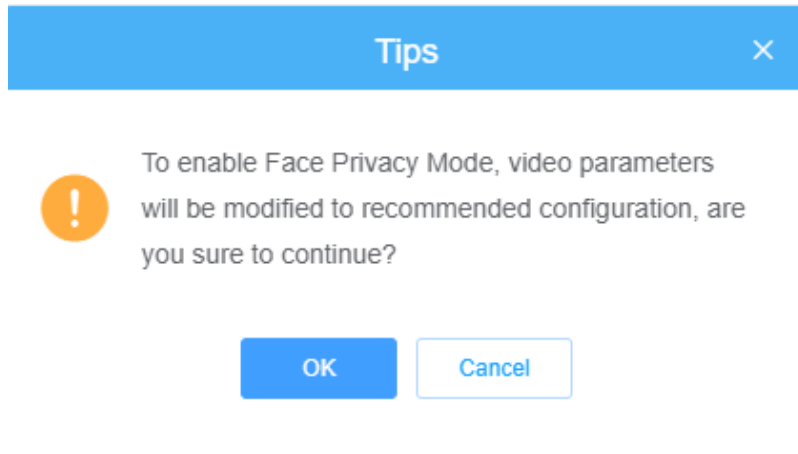 Tips
To enable Face Privacy Mode, video parameters
will be modified to recommended configuration, are
you sure to continue?
OK
Cancel